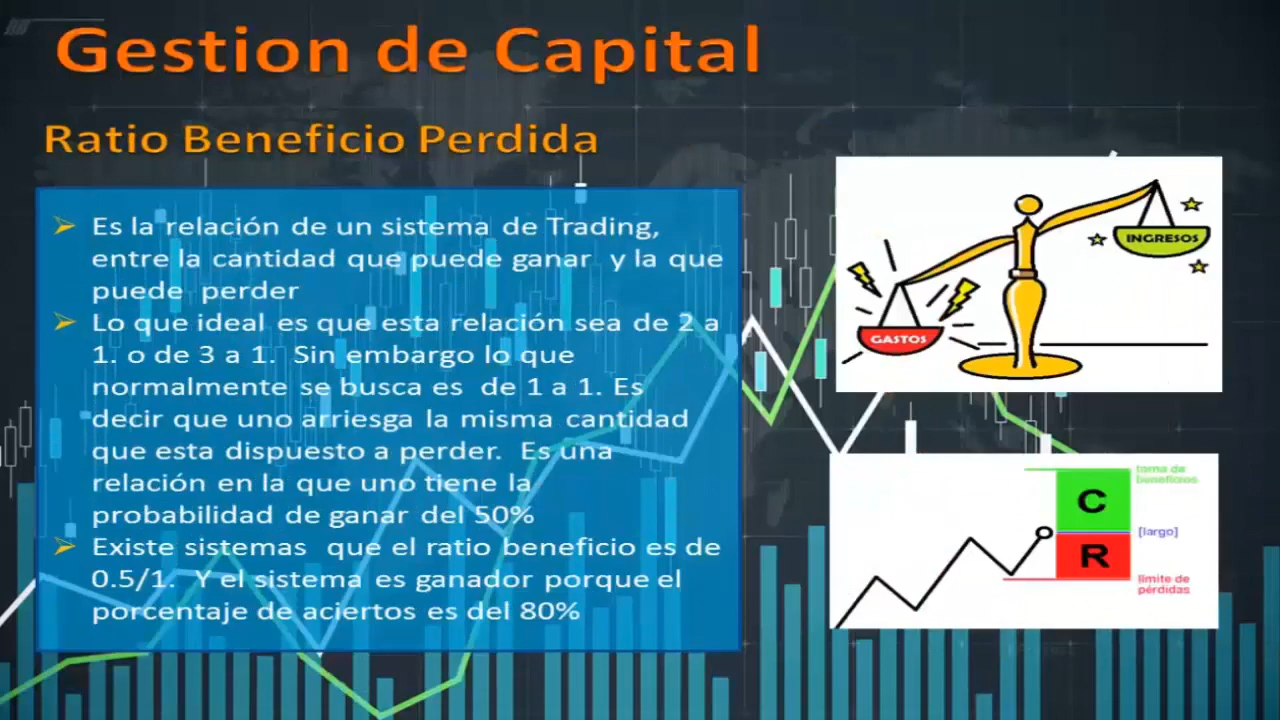 Gestion de Capital
Ratio Beneficio Perdida
Es la relación de un sistema de Trading,
entre la cantidad que puede ganar y la que
puede perder
Lo que ideal es que esta relación sea de 2 a
1. o de 3 a 1. Sin embargo lo que
normalmente se busca es de 1 a 1. Es
decir que uno arriesga la misma cantidad
que esta dispuesto a perder. Es una
relación en la que uno tiene la
probabilidad de ganar del 50%
Existe sistemas que el ratio beneficio es de
0.5/1. Y el sistema es ganador porque el
porcentaje de aciertos es del 80%
INGRESOS
GASTOS
toma de
beneficios
C
[largo]
R
límite de
pérdidas